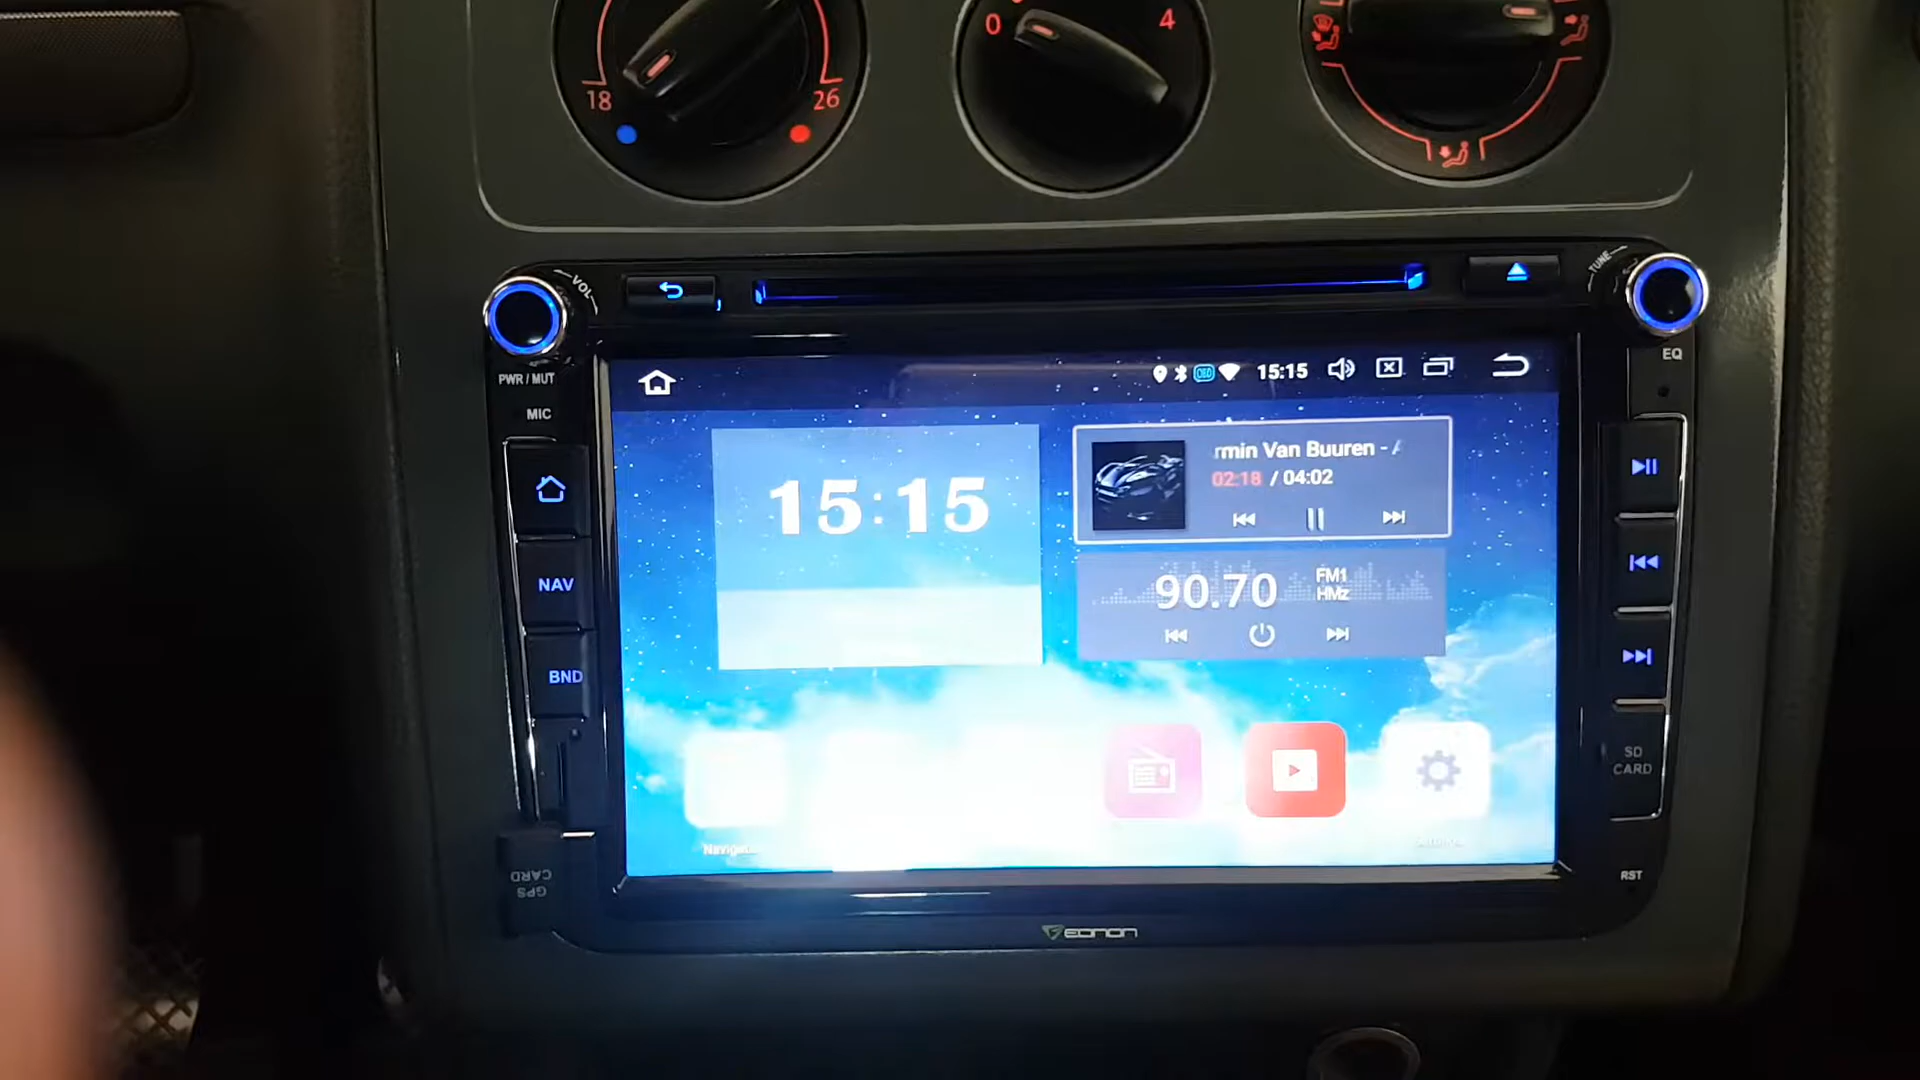 0
4
18
26
VOL
TUNE
PWR / MUT
MIC
EQ
15:15
15:15
rmin Van Buuren - A
02:18 / 04:02
NAV
90.70
FM1
HMz
BND
SD
CARD
GPS
CARD
RST
EONON